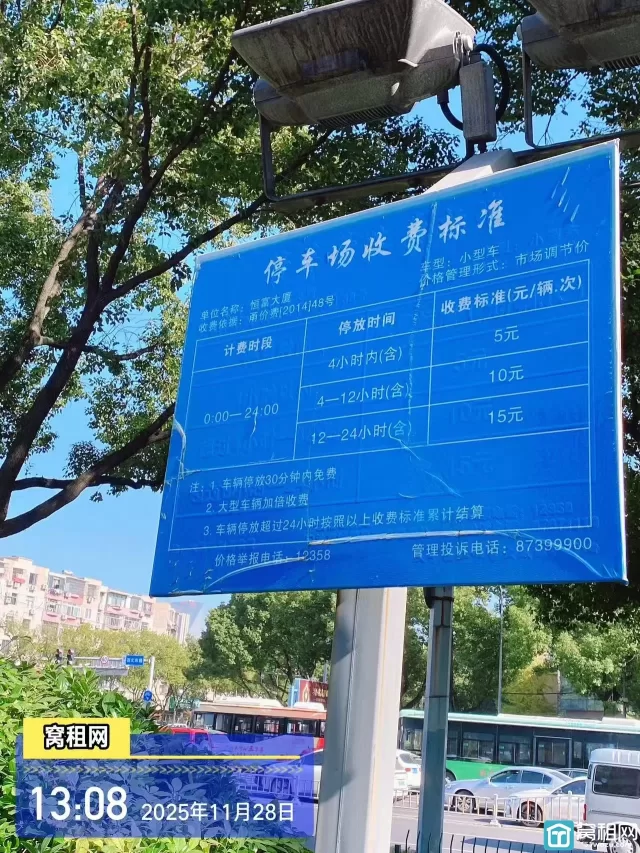 停车场收费标准
单位名称：恒富大厦
车型：小型车
收费依据：甬价费[2014]48号
价格管理形式：市场调节价
计费时段
停放时间
收费标准(元/辆.次)
0:00—24:00
4小时内(含)
5元
4—12小时(含)
10元
12—24小时(含)
15元
注：1. 车辆停放30分钟内免费
2. 大型车辆加倍收费
3. 车辆停放超过24小时按照以上收费标准累计结算
价格举报电话：12358
管理投诉电话：87399900
窝租网
13:08
2025年11月28日
窝租网